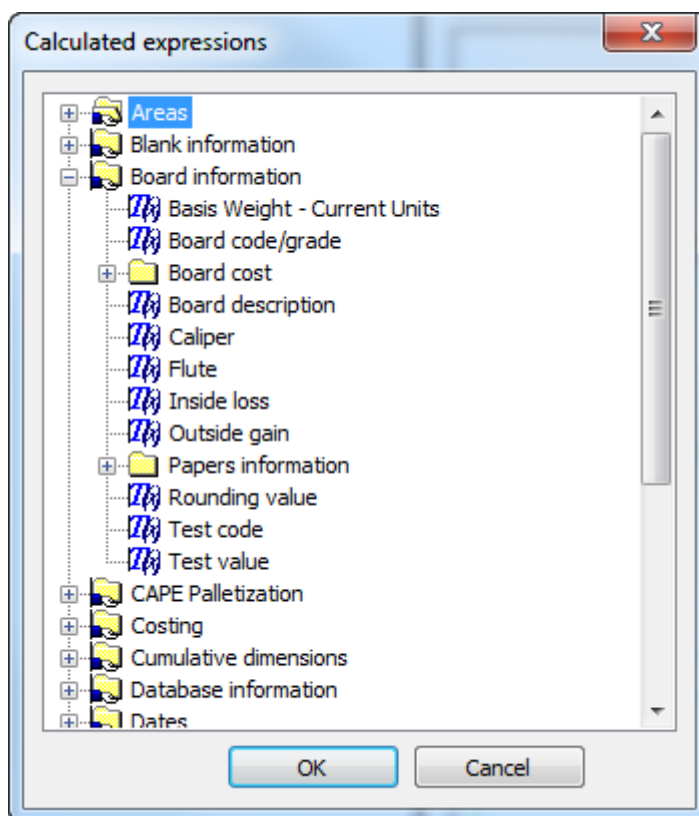 Calculated expressions
Areas
Blank information
Board information
Basis Weight - Current Units
Board code/grade
Board cost
Board description
Caliper
Flute
Inside loss
Outside gain
Papers information
Rounding value
Test code
Test value
CAPE Palletization
Costing
Cumulative dimensions
Database information
Dates
OK Cancel